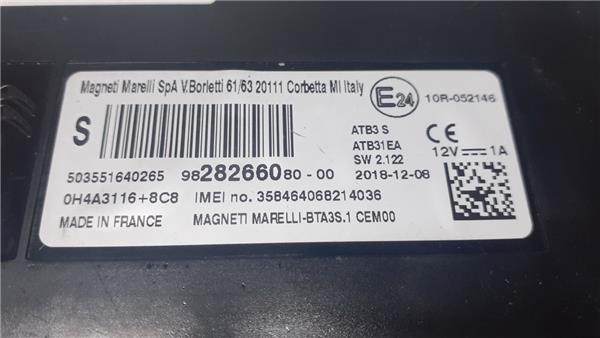 Magneti Marelli SpA V.Borletti 61/63 20111 Corbetta MI Italy
E24
10R-052146
S
ATB3 S
ATB31EA
SW 2.122
2018-12-08
CE
12V 1A
503551640265
9828266080-00
0H4A3116+8C8
IMEI no. 358464068214036
MADE IN FRANCE
MAGNETI MARELLI-BTA3S.1 CEM00